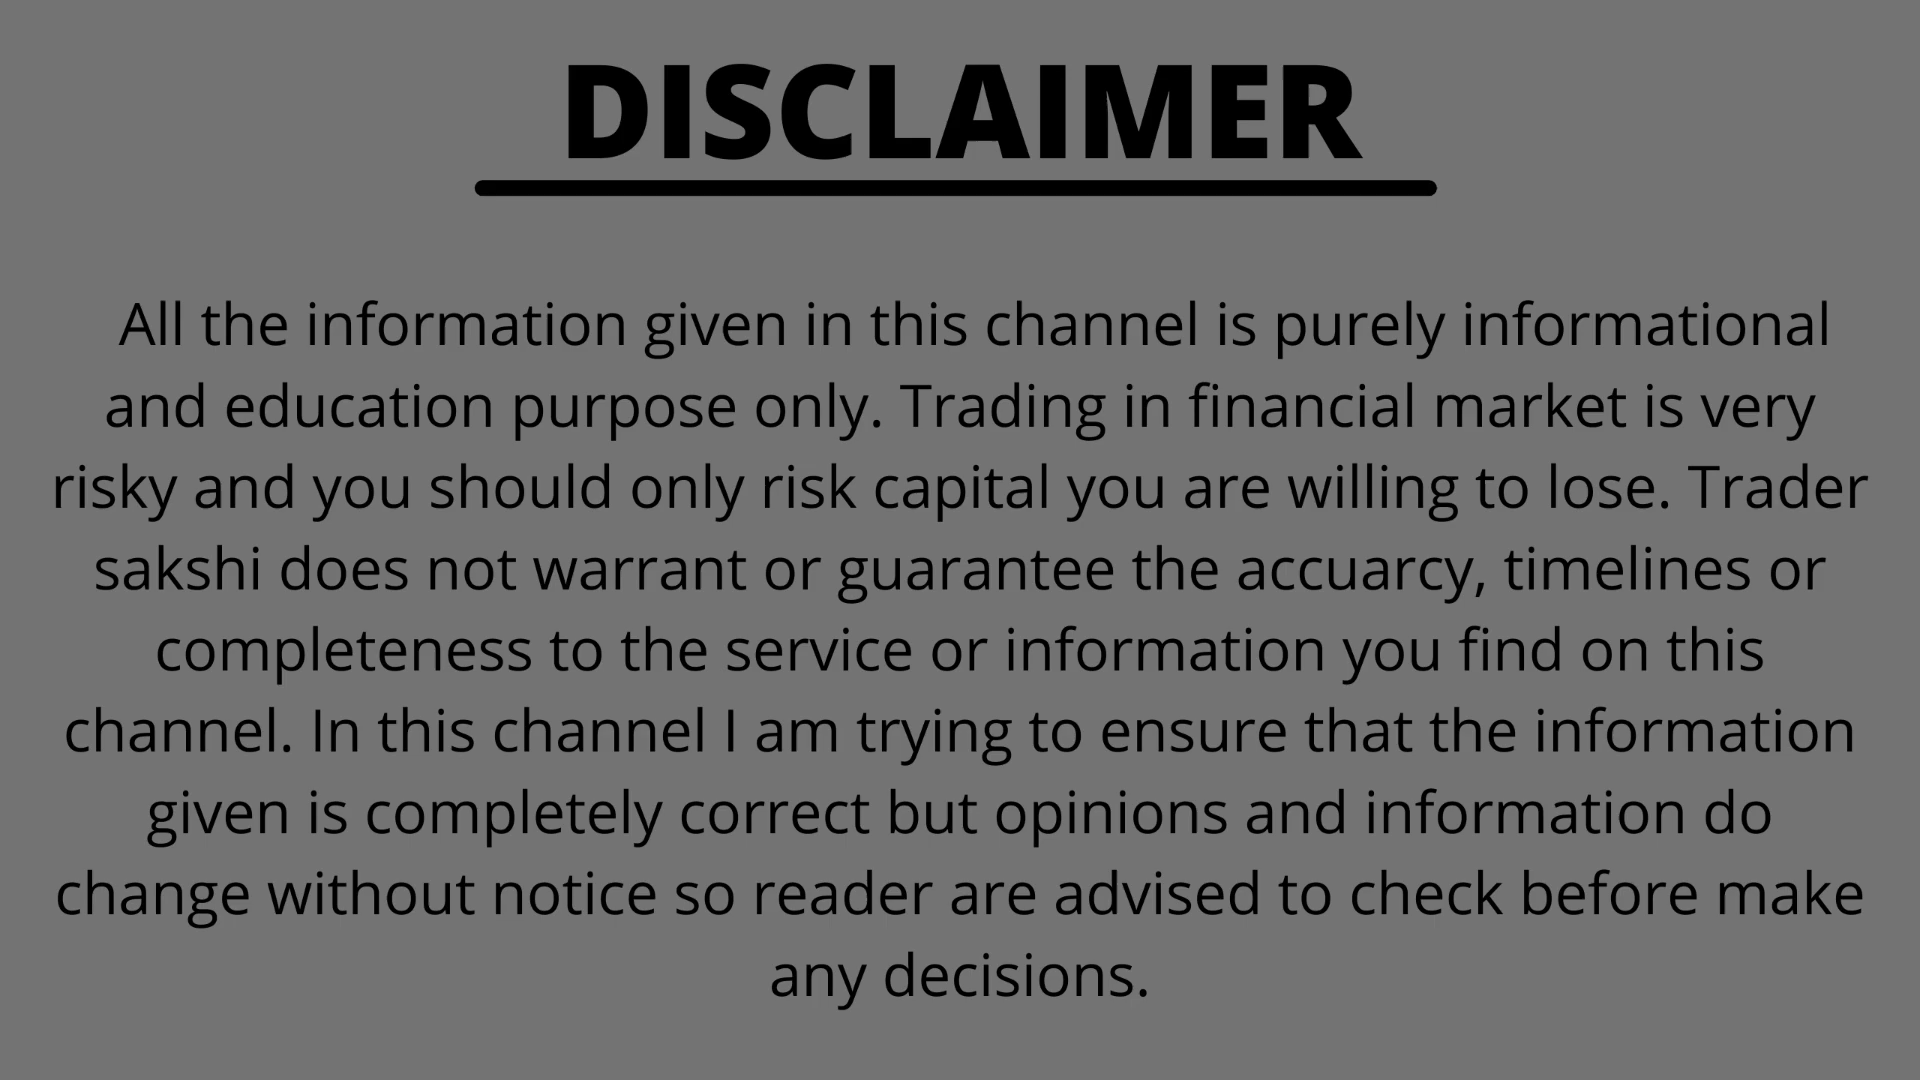 DISCLAIMER
All the information given in this channel is purely informational
and education purpose only. Trading in financial market is very
risky and you should only risk capital you are willing to lose. Trader
sakshi does not warrant or guarantee the accuarcy, timelines or
completeness to the service or information you find on this
channel. In this channel I am trying to ensure that the information
given is completely correct but opinions and information do
change without notice so reader are advised to check before make
any decisions.